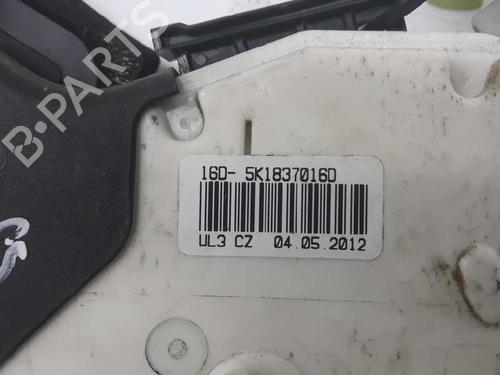 B-PARTS
16D- 5K1837016D
UL3 CZ 04.05.2012